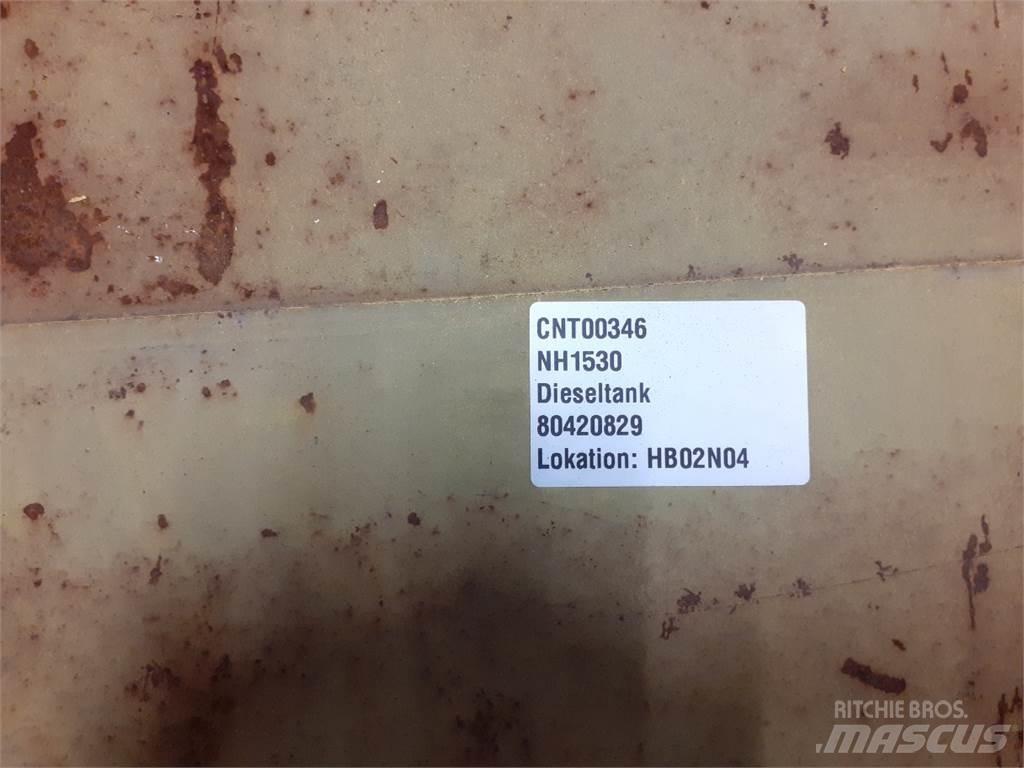 CNT00346
NH1530
Dieseltank
80420829
Lokation: HB02N04
RITCHIE BROS.
MASCUS